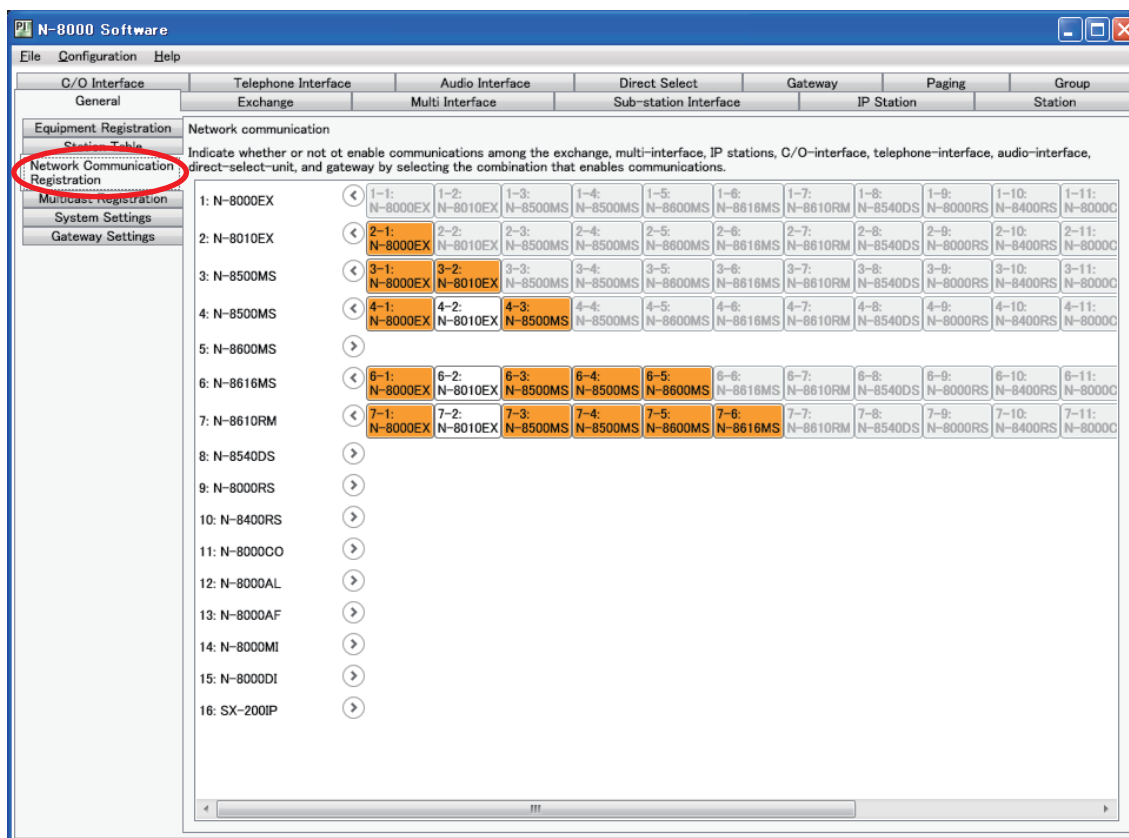 PI N-8000 Software
File Configuration Help
C/O Interface Telephone Interface Audio Interface Direct Select Gateway Paging Group
General Exchange Multi Interface Sub-station Interface IP Station Station
Equipment Registration
Station Table
Network Communication
Registration
Multicast Registration
System Settings
Gateway Settings
Network communication
Indicate whether or not ot enable communications among the exchange, multi-interface, IP stations, C/O-interface, telephone-interface, audio-interface,
direct-select-unit, and gateway by selecting the combination that enables communications.
1: N-8000EX
1-1: 1-2: 1-3: 1-4: 1-5: 1-6: 1-7: 1-8: 1-9: 1-10: 1-11:
N-8000EX N-8010EX N-8500MS N-8500MS N-8600MS N-8616MS N-8610RM N-8540DS N-8000RS N-8400RS N-8000C
2: N-8010EX
2-1: 2-2: 2-3: 2-4: 2-5: 2-6: 2-7: 2-8: 2-9: 2-10: 2-11:
N-8000EX N-8010EX N-8500MS N-8500MS N-8600MS N-8616MS N-8610RM N-8540DS N-8000RS N-8400RS N-8000C
3: N-8500MS
3-1: 3-2: 3-3: 3-4: 3-5: 3-6: 3-7: 3-8: 3-9: 3-10: 3-11:
N-8000EX N-8010EX N-8500MS N-8500MS N-8600MS N-8616MS N-8610RM N-8540DS N-8000RS N-8400RS N-8000C
4: N-8500MS
4-1: 4-2: 4-3: 4-4: 4-5: 4-6: 4-7: 4-8: 4-9: 4-10: 4-11:
N-8000EX N-8010EX N-8500MS N-8500MS N-8600MS N-8616MS N-8610RM N-8540DS N-8000RS N-8400RS N-8000C
5: N-8600MS
6: N-8616MS
6-1: 6-2: 6-3: 6-4: 6-5: 6-6: 6-7: 6-8: 6-9: 6-10: 6-11:
N-8000EX N-8010EX N-8500MS N-8500MS N-8600MS N-8616MS N-8610RM N-8540DS N-8000RS N-8400RS N-8000C
7: N-8610RM
7-1: 7-2: 7-3: 7-4: 7-5: 7-6: 7-7: 7-8: 7-9: 7-10: 7-11:
N-8000EX N-8010EX N-8500MS N-8500MS N-8600MS N-8616MS N-8610RM N-8540DS N-8000RS N-8400RS N-8000C
8: N-8540DS
9: N-8000RS
10: N-8400RS
11: N-8000CO
12: N-8000AL
13: N-8000AF
14: N-8000MI
15: N-8000DI
16: SX-200IP